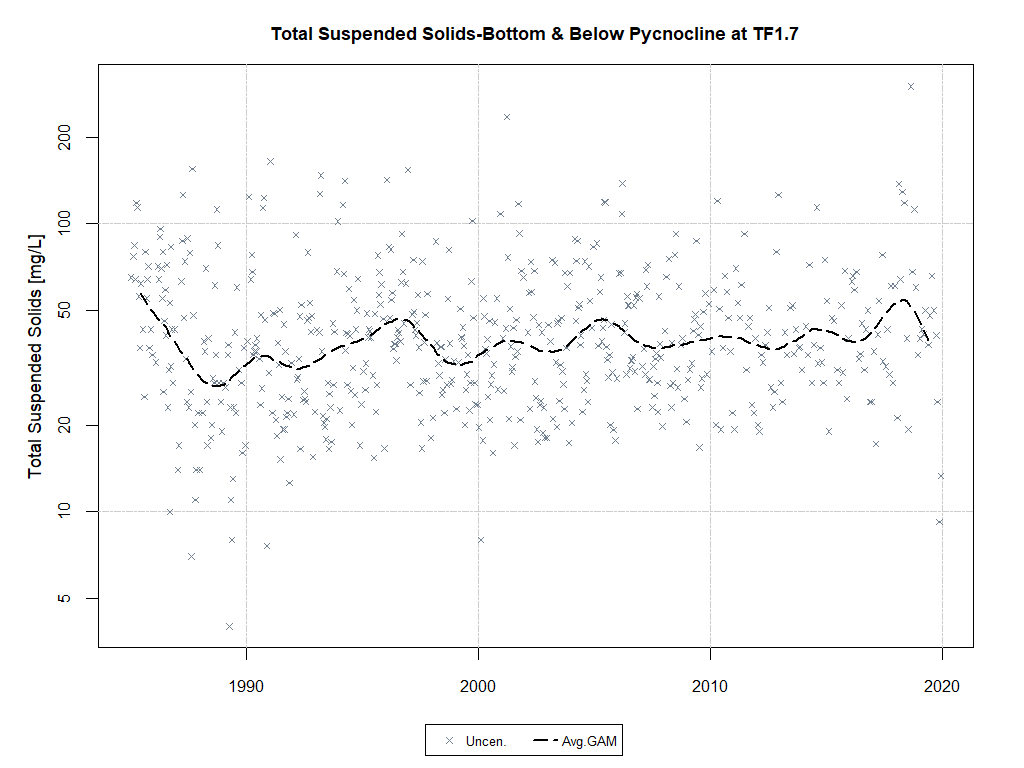 Total Suspended Solids-Bottom & Below Pycnocline at TF1.7
Total Suspended Solids [mg/L]
200
100
50
20
10
5
1990 2000 2010 2020
Uncen. Avg.GAM